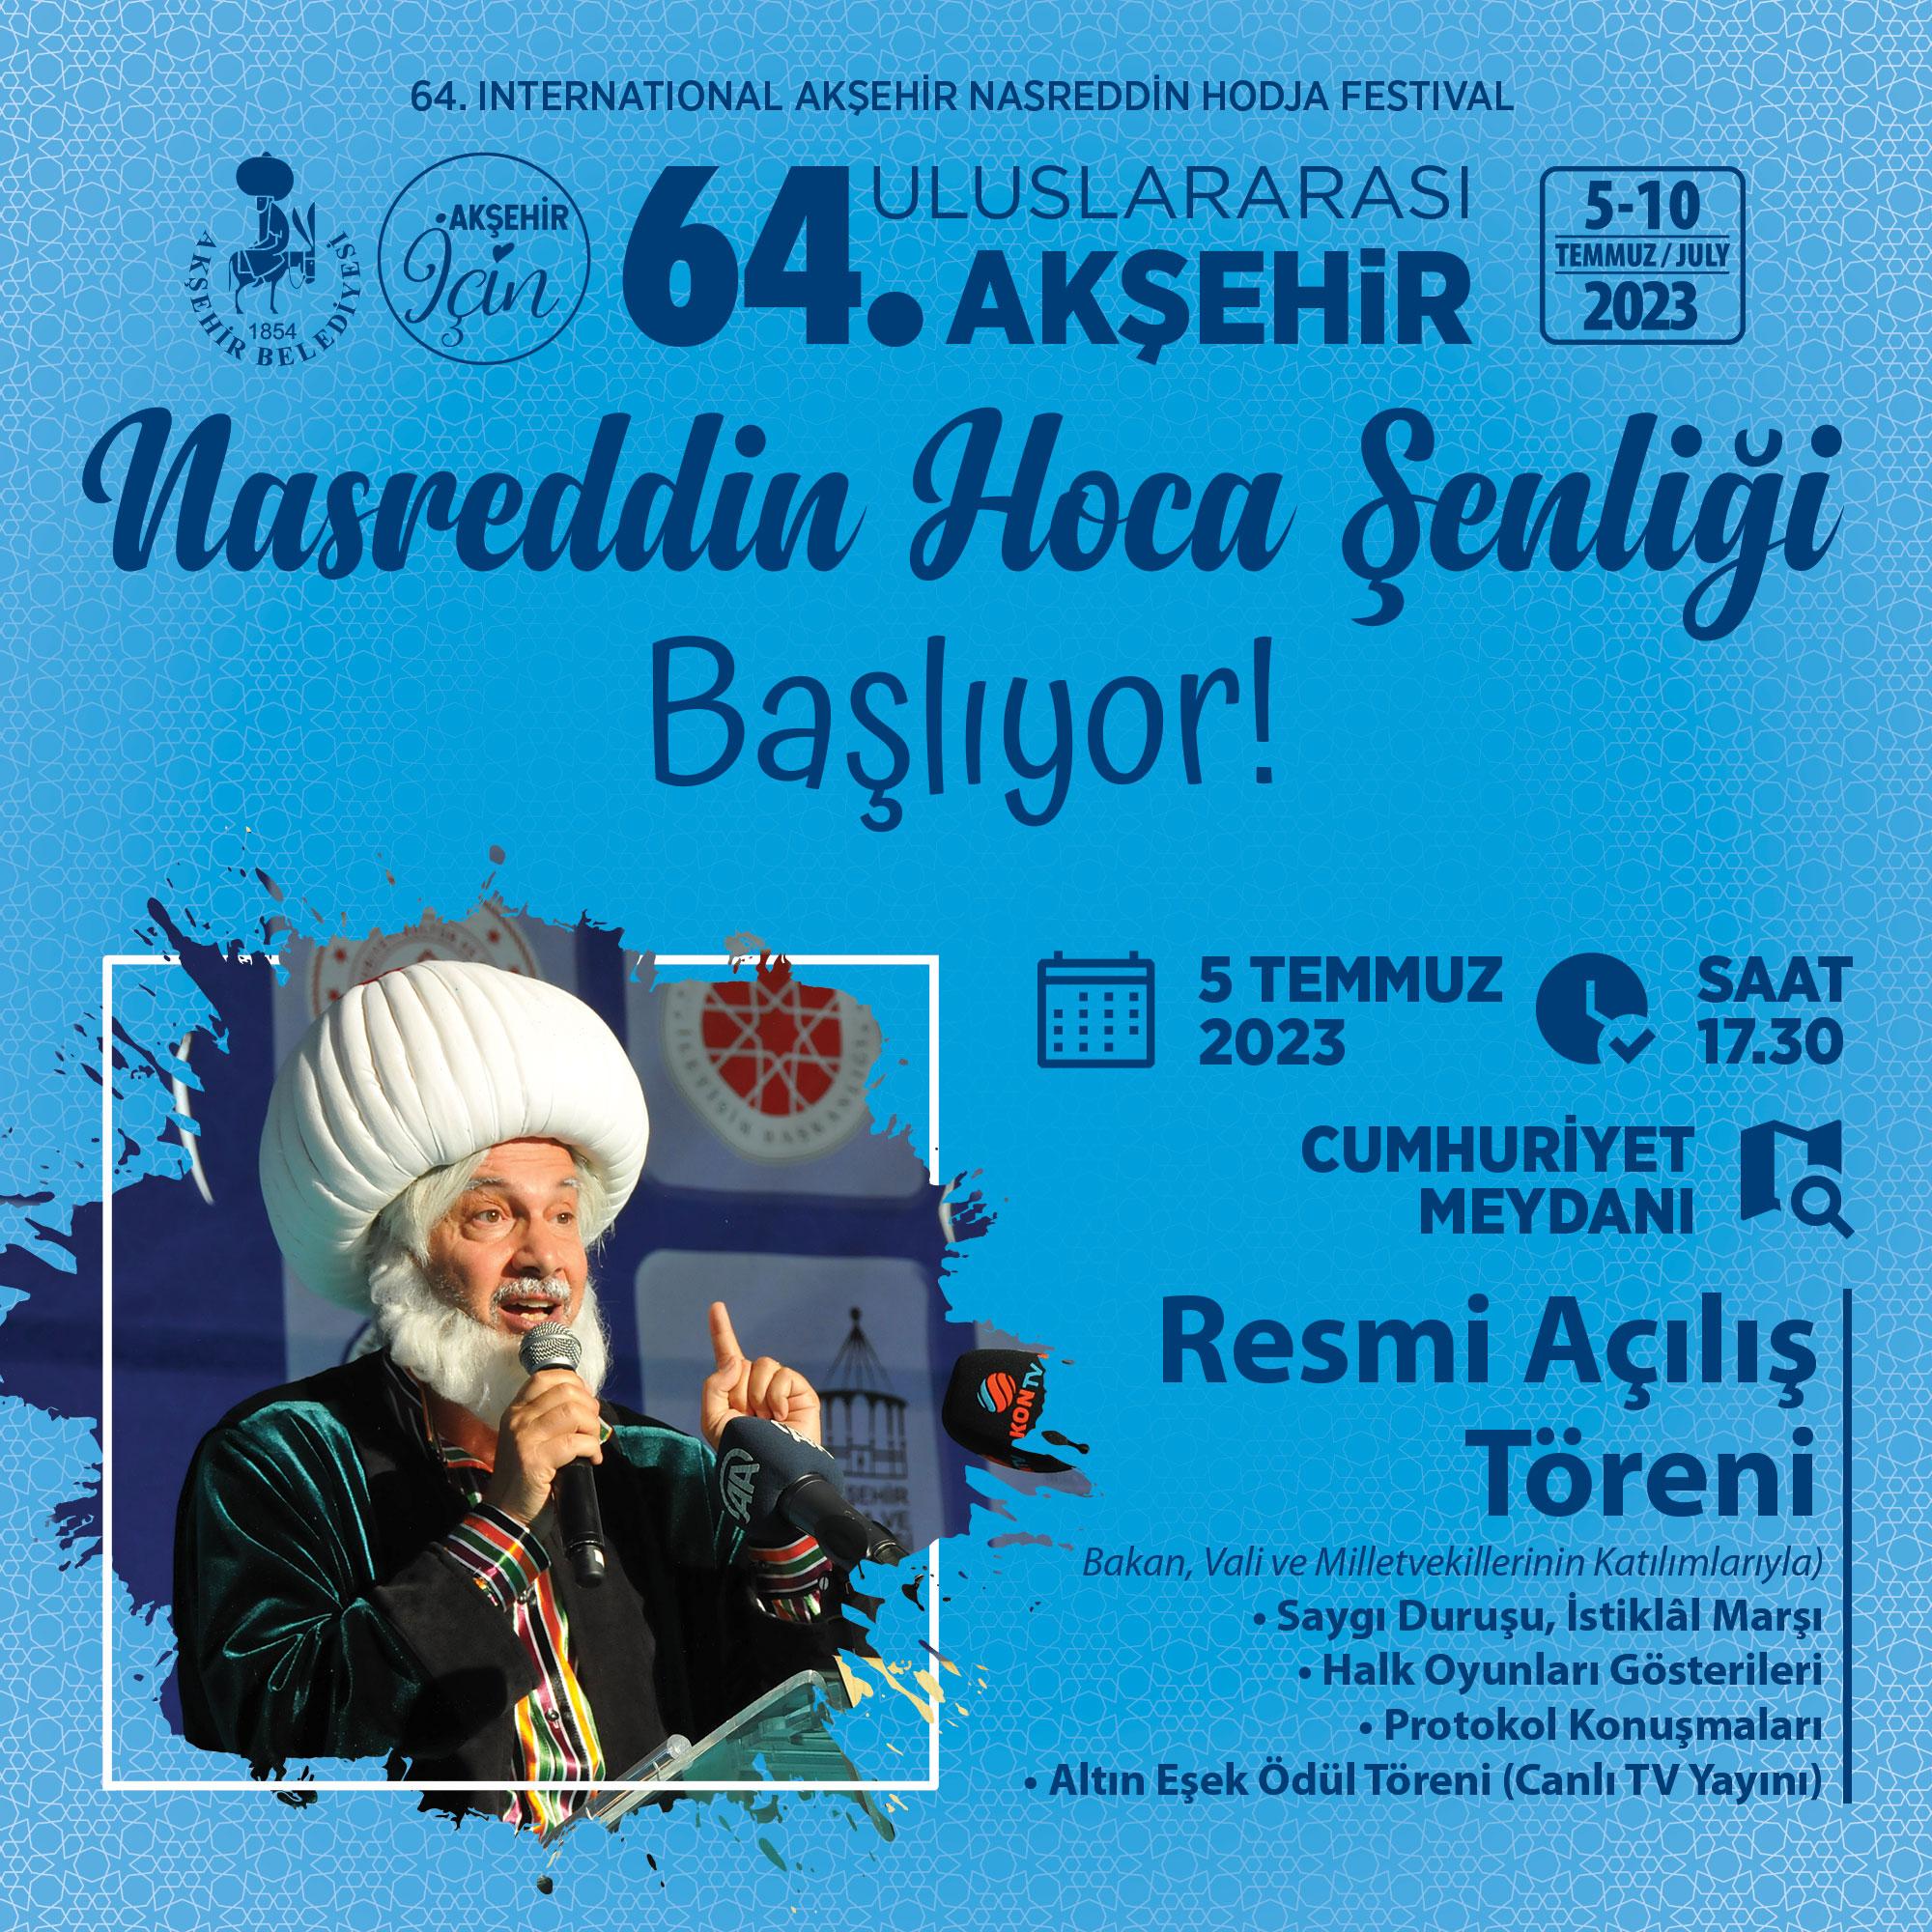 64. INTERNATIONAL AKŞEHİR NASREDDİN HODJA FESTIVAL
AKŞEHİR BELEDİYESİ
1854
AKŞEHİR
İçin
64. ULUSLARARASI
AKŞEHİR
5-10
TEMMUZ / JULY
2023
Nasreddin Hoca Şenliği
Başlıyor!
5 TEMMUZ
2023
SAAT
17.30
CUMHURİYET
MEYDANI
Resmi Açılış
Töreni
Bakan, Vali ve Milletvekillerinin Katılımlarıyla)
• Saygı Duruşu, İstiklâl Marşı
• Halk Oyunları Gösterileri
• Protokol Konuşmaları
• Altın Eşek Ödül Töreni (Canlı TV Yayını)
KONTV
AA